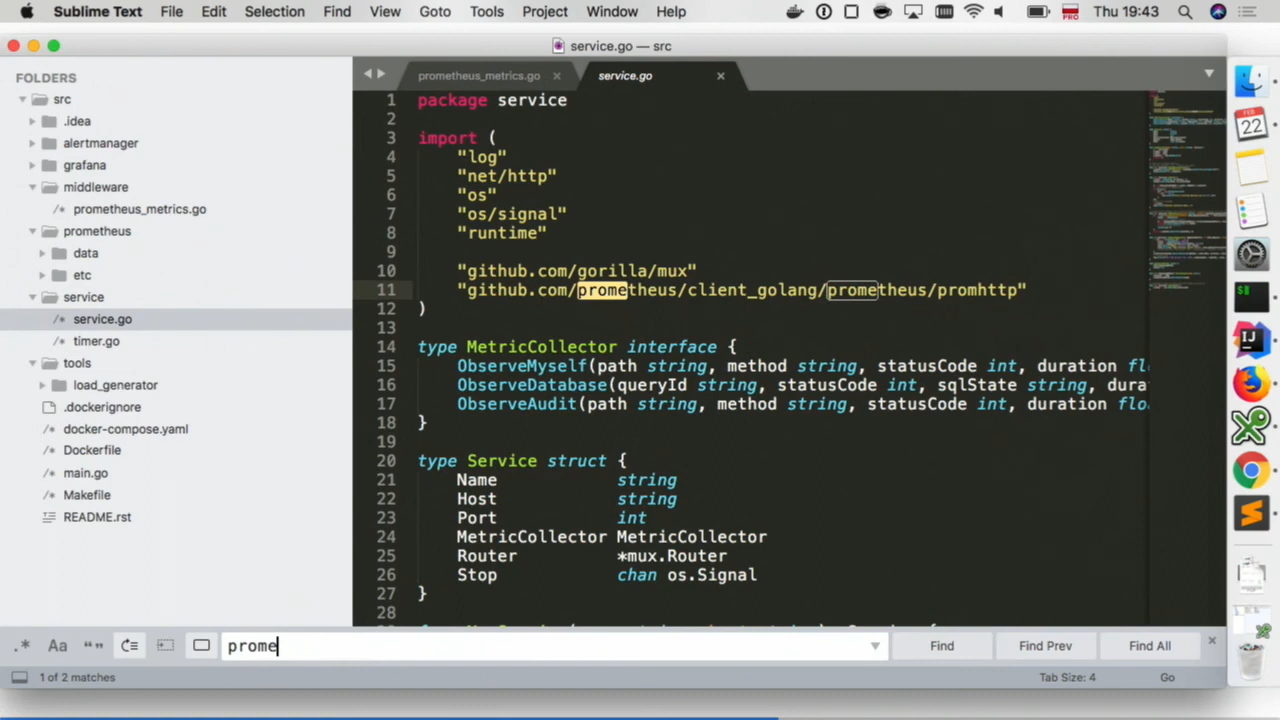 Sublime Text File Edit Selection Find View Goto Tools Project Window Help PRO Thu 19:43
service.go — src
FOLDERS
src
.idea
alertmanager
grafana
middleware
/* prometheus_metrics.go
prometheus
data
etc
service
/* service.go
/* timer.go
tools
load_generator
.dockerignore
/* docker-compose.yaml
/* Dockerfile
/* main.go
/* Makefile
README.rst
prometheus_metrics.go × service.go ×
1 package service
2
3 import (
4 "log"
5 "net/http"
6 "os"
7 "os/signal"
8 "runtime"
9
10 "github.com/gorilla/mux"
11 "github.com/prometheus/client_golang/prometheus/promhttp"
12 )
13
14 type MetricCollector interface {
15 ObserveMyself(path string, method string, statusCode int, duration fl
16 ObserveDatabase(queryId string, statusCode int, sqlState string, dura
17 ObserveAudit(path string, method string, statusCode int, duration flo
18 }
19
20 type Service struct {
21 Name string
22 Host string
23 Port int
24 MetricCollector MetricCollector
25 Router *mux.Router
26 Stop chan os.Signal
27 }
28
.* Aa “” prome Find Find Prev Find All ×
1 of 2 matches Tab Size: 4 Go
22
IJ